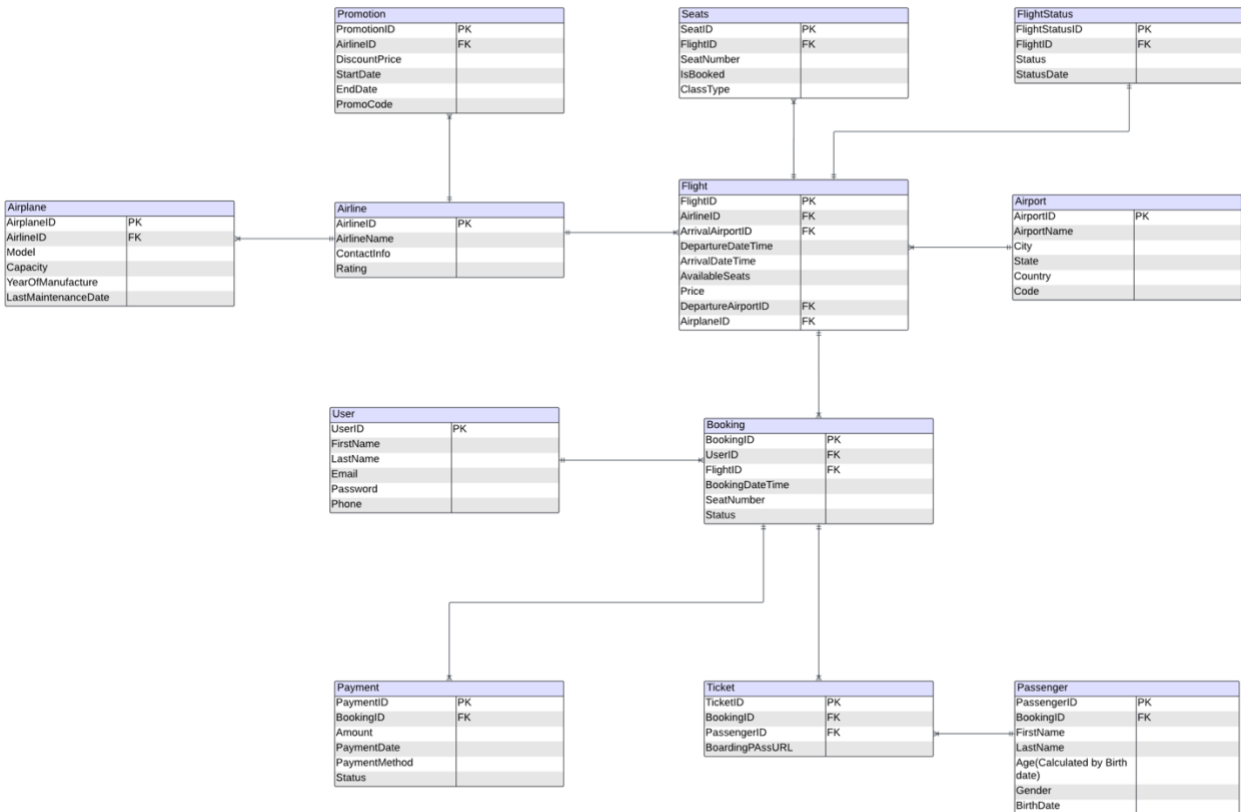 Promotion
PromotionID PK
AirlineID FK
DiscountPrice
StartDate
EndDate
PromoCode
Seats
SeatID PK
FlightID FK
SeatNumber
IsBooked
ClassType
FlightStatus
FlightStatusID PK
FlightID FK
Status
StatusDate
Airplane
AirplaneID PK
AirlineID FK
Model
Capacity
YearOfManufacture
LastMaintenanceDate
Airline
AirlineID PK
AirlineName
ContactInfo
Rating
Flight
FlightID PK
AirlineID FK
ArrivalAirportID FK
DepartureDateTime
ArrivalDateTime
AvailableSeats
Price
DepartureAirportID FK
AirplaneID FK
Airport
AirportID PK
AirportName
City
State
Country
Code
User
UserID PK
FirstName
LastName
Email
Password
Phone
Booking
BookingID PK
UserID FK
FlightID FK
BookingDateTime
SeatNumber
Status
Payment
PaymentID PK
BookingID FK
Amount
PaymentDate
PaymentMethod
Status
Ticket
TicketID PK
BookingID FK
PassengerID FK
BoardingPAssURL
Passenger
PassengerID PK
BookingID FK
FirstName
LastName
Age(Calculated by Birth
date)
Gender
BirthDate